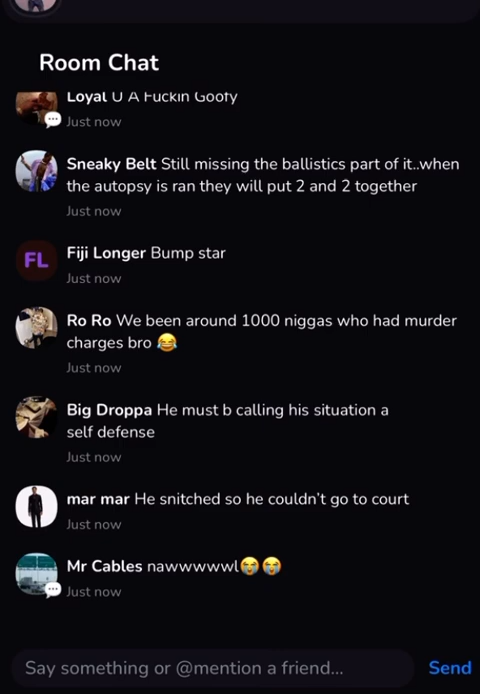 Room Chat
Loyal U A Fuckin Goofy
Just now
Sneaky Belt Still missing the ballistics part of it..when
the autopsy is ran they will put 2 and 2 together
Just now
FL
Fiji Longer Bump star
Just now
Ro Ro We been around 1000 niggas who had murder
charges bro 😂
Just now
Big Droppa He must b calling his situation a
self defense
Just now
mar mar He snitched so he couldn't go to court
Just now
Mr Cables nawwwwwl😭😭
Just now
Say something or @mention a friend...
Send